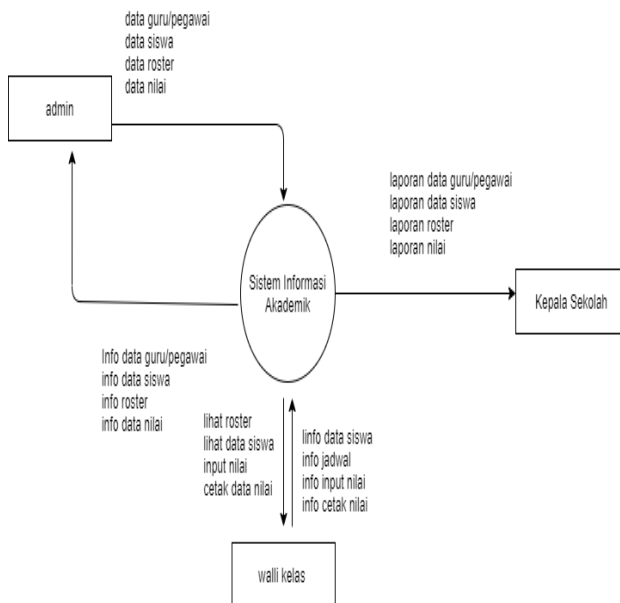 data guru/pegawai
data siswa
data roster
data nilai
admin
laporan data guru/pegawai
laporan data siswa
laporan roster
laporan nilai
Sistem Informasi
Akademik
Kepala Sekolah
Info data guru/pegawai
info data siswa
info roster
info data nilai
lihat roster
lihat data siswa
input nilai
cetak data nilai
linfo data siswa
info jadwal
info input nilai
info cetak nilai
walli kelas